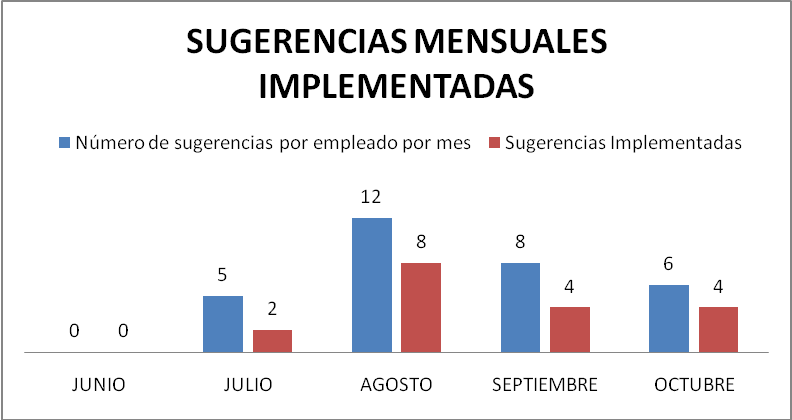 SUGERENCIAS MENSUALES
IMPLEMENTADAS
Número de sugerencias por empleado por mes Sugerencias Implementadas
0 0 5 2 12 8 8 4 6 4
JUNIO JULIO AGOSTO SEPTIEMBRE OCTUBRE